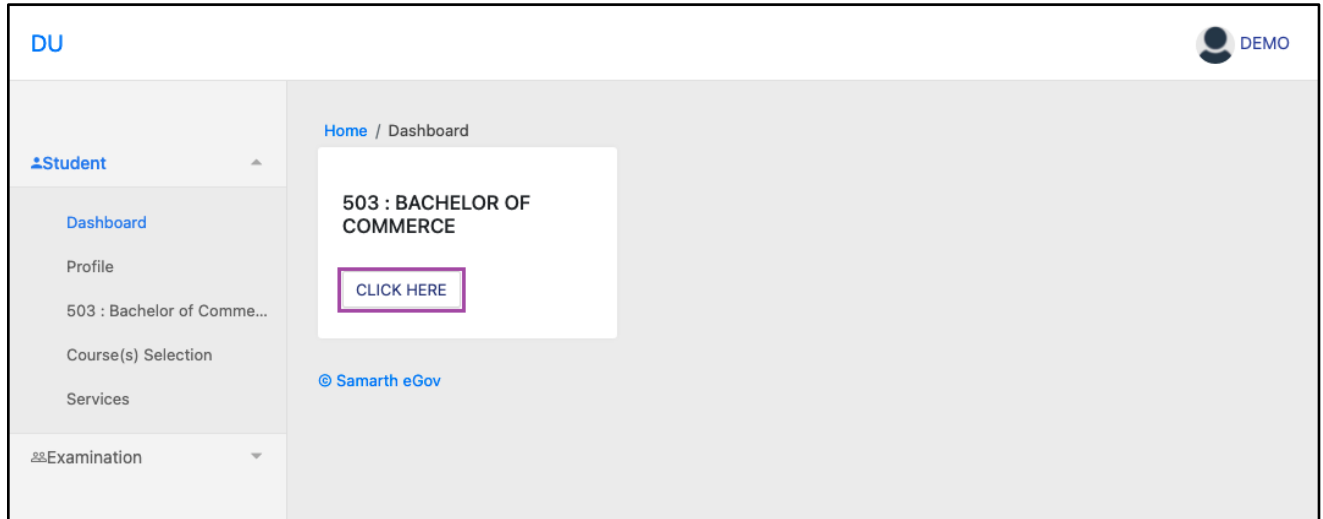 DU
DEMO
Student
Dashboard
Profile
503 : Bachelor of Comme...
Course(s) Selection
Services
Examination
Home / Dashboard
503 : BACHELOR OF
COMMERCE
CLICK HERE
© Samarth eGov